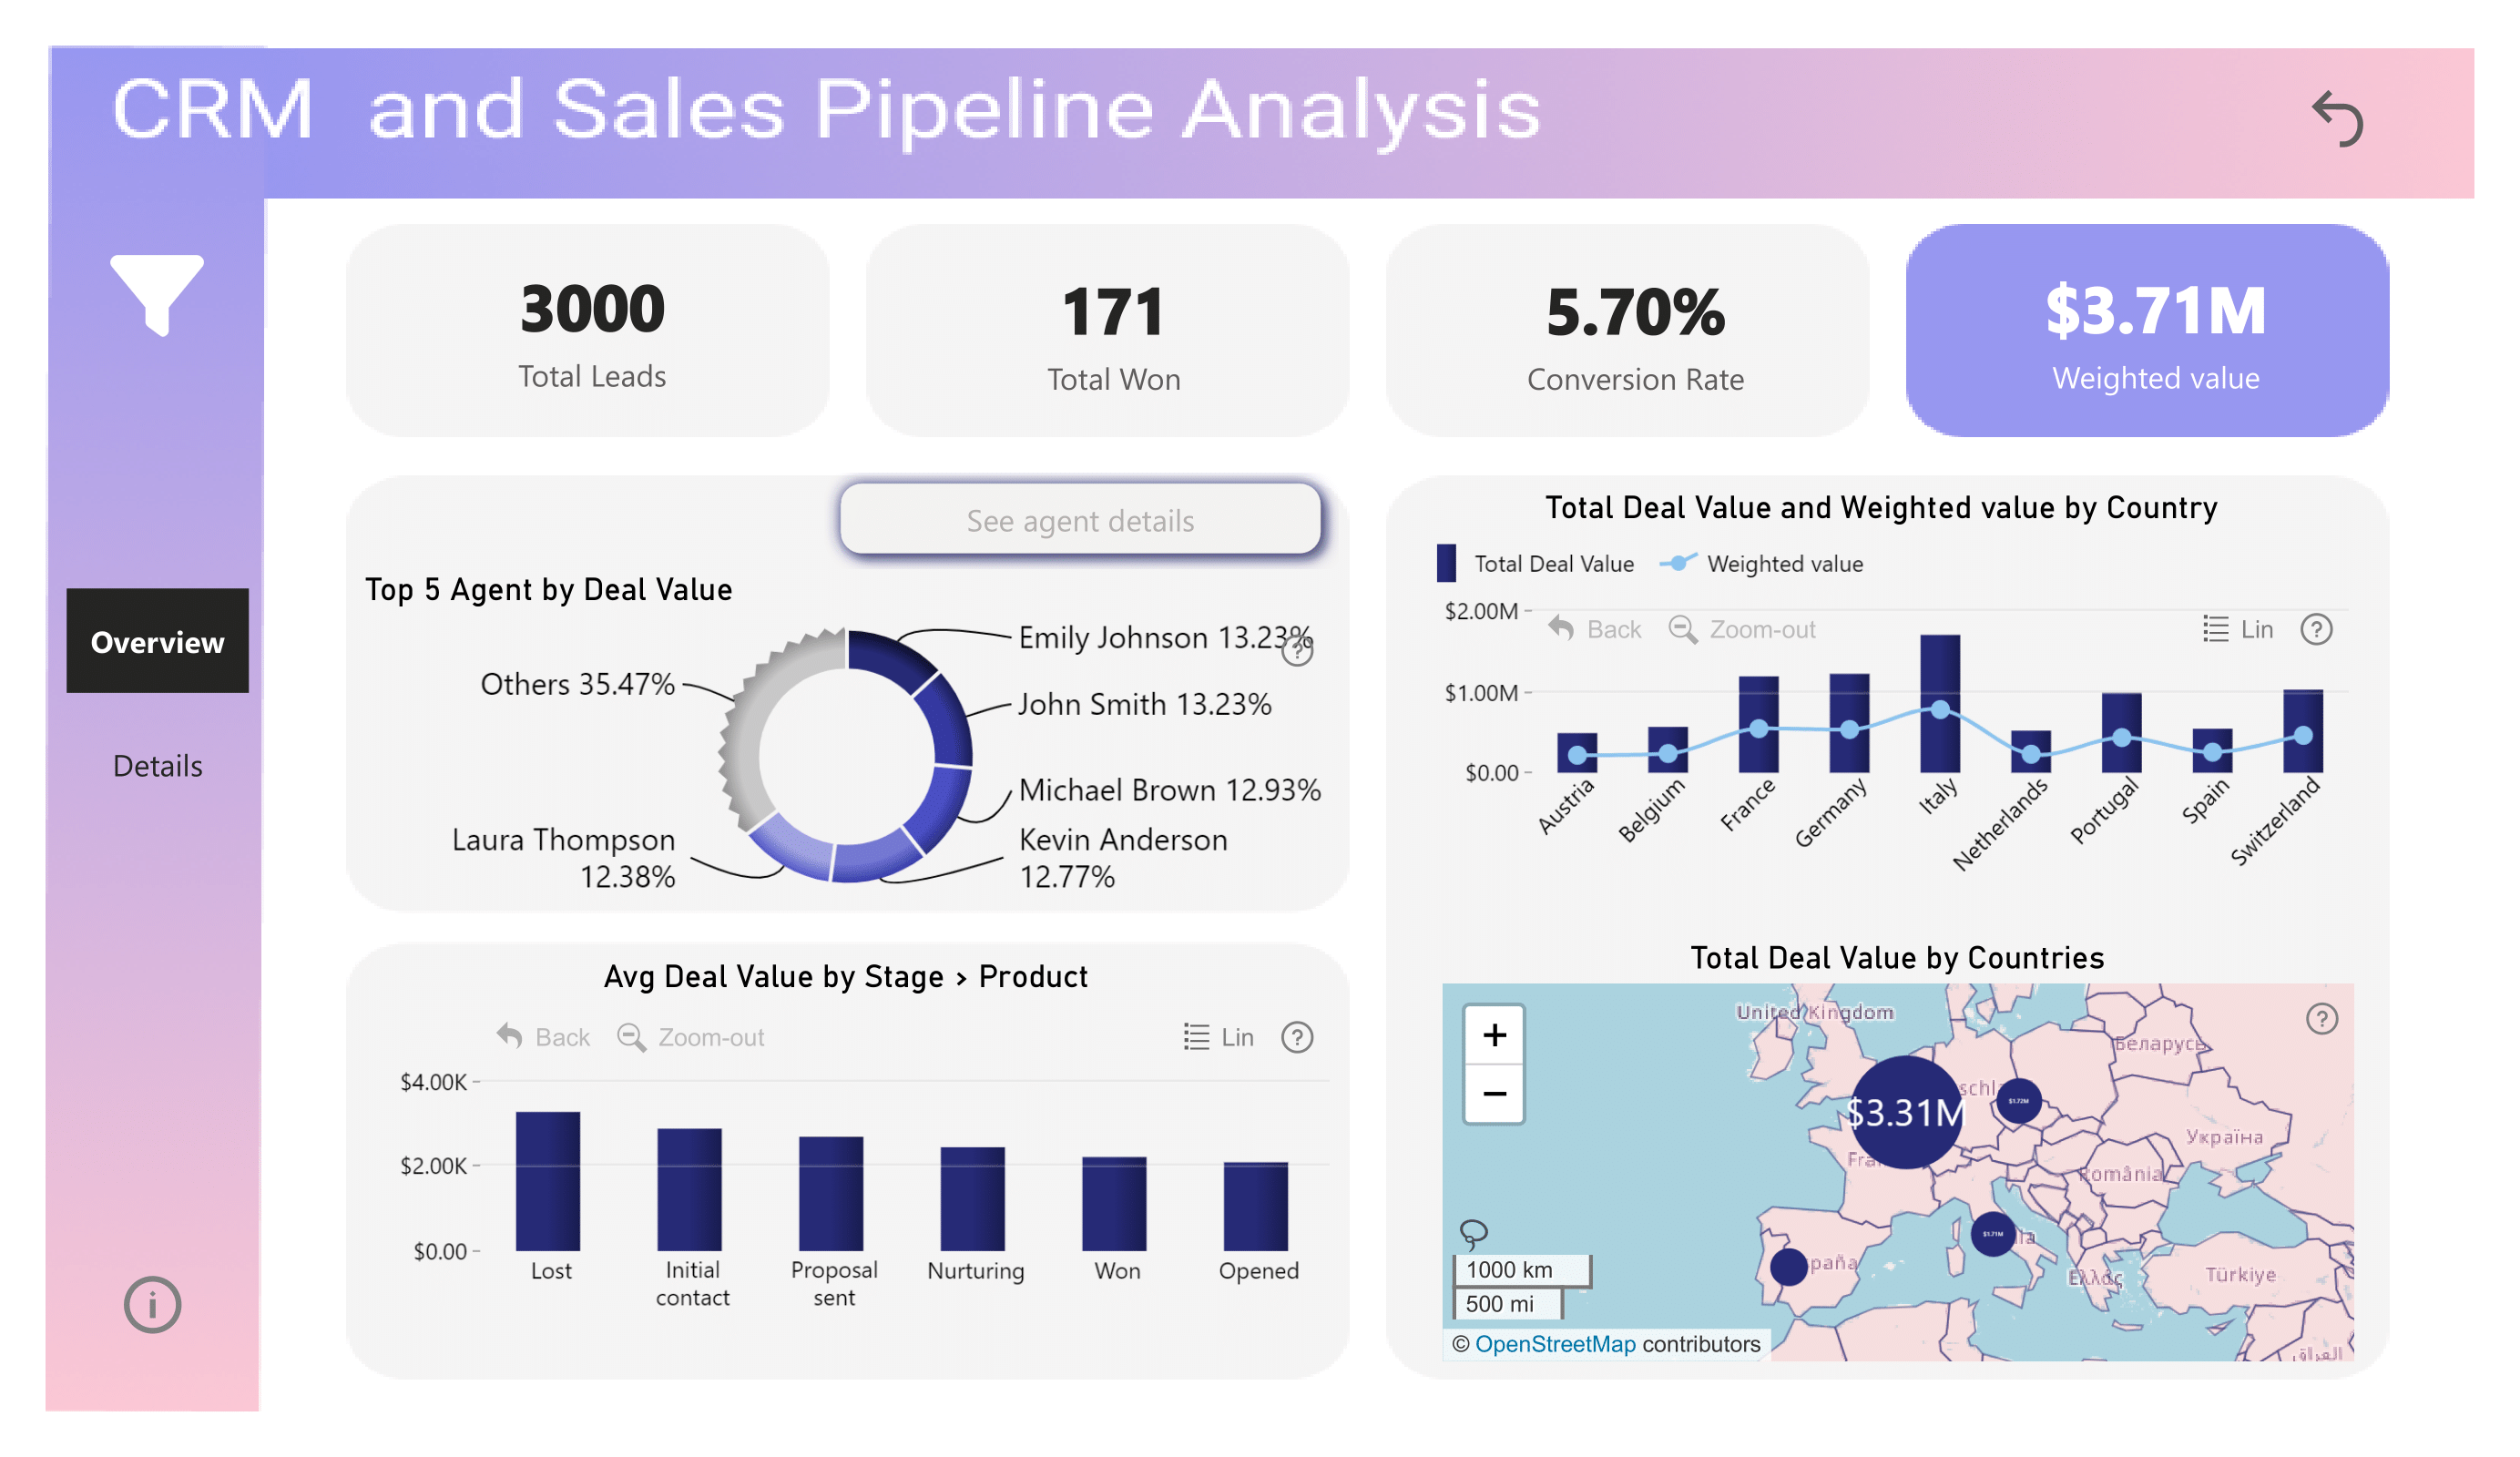 CRM and Sales Pipeline Analysis
3000
Total Leads
171
Total Won
5.70%
Conversion Rate
$3.71M
Weighted value
Overview
Details
See agent details
Top 5 Agent by Deal Value
Emily Johnson 13.23%
John Smith 13.23%
Michael Brown 12.93%
Kevin Anderson
12.77%
Laura Thompson
12.38%
Others 35.47%
Avg Deal Value by Stage > Product
Back
Zoom-out
Lin
$4.00K
$2.00K
$0.00
Lost
Initial
contact
Proposal
sent
Nurturing
Won
Opened
Total Deal Value and Weighted value by Country
Total Deal Value
Weighted value
Back
Zoom-out
Lin
$2.00M
$1.00M
$0.00
Austria
Belgium
France
Germany
Italy
Netherlands
Portugal
Spain
Switzerland
Total Deal Value by Countries
+
−
United Kingdom
Беларусь
$3.31M
$1.72M
Україна
România
$1.71M
Ελλάς
Türkiye
العراق
1000 km
500 mi
© OpenStreetMap contributors